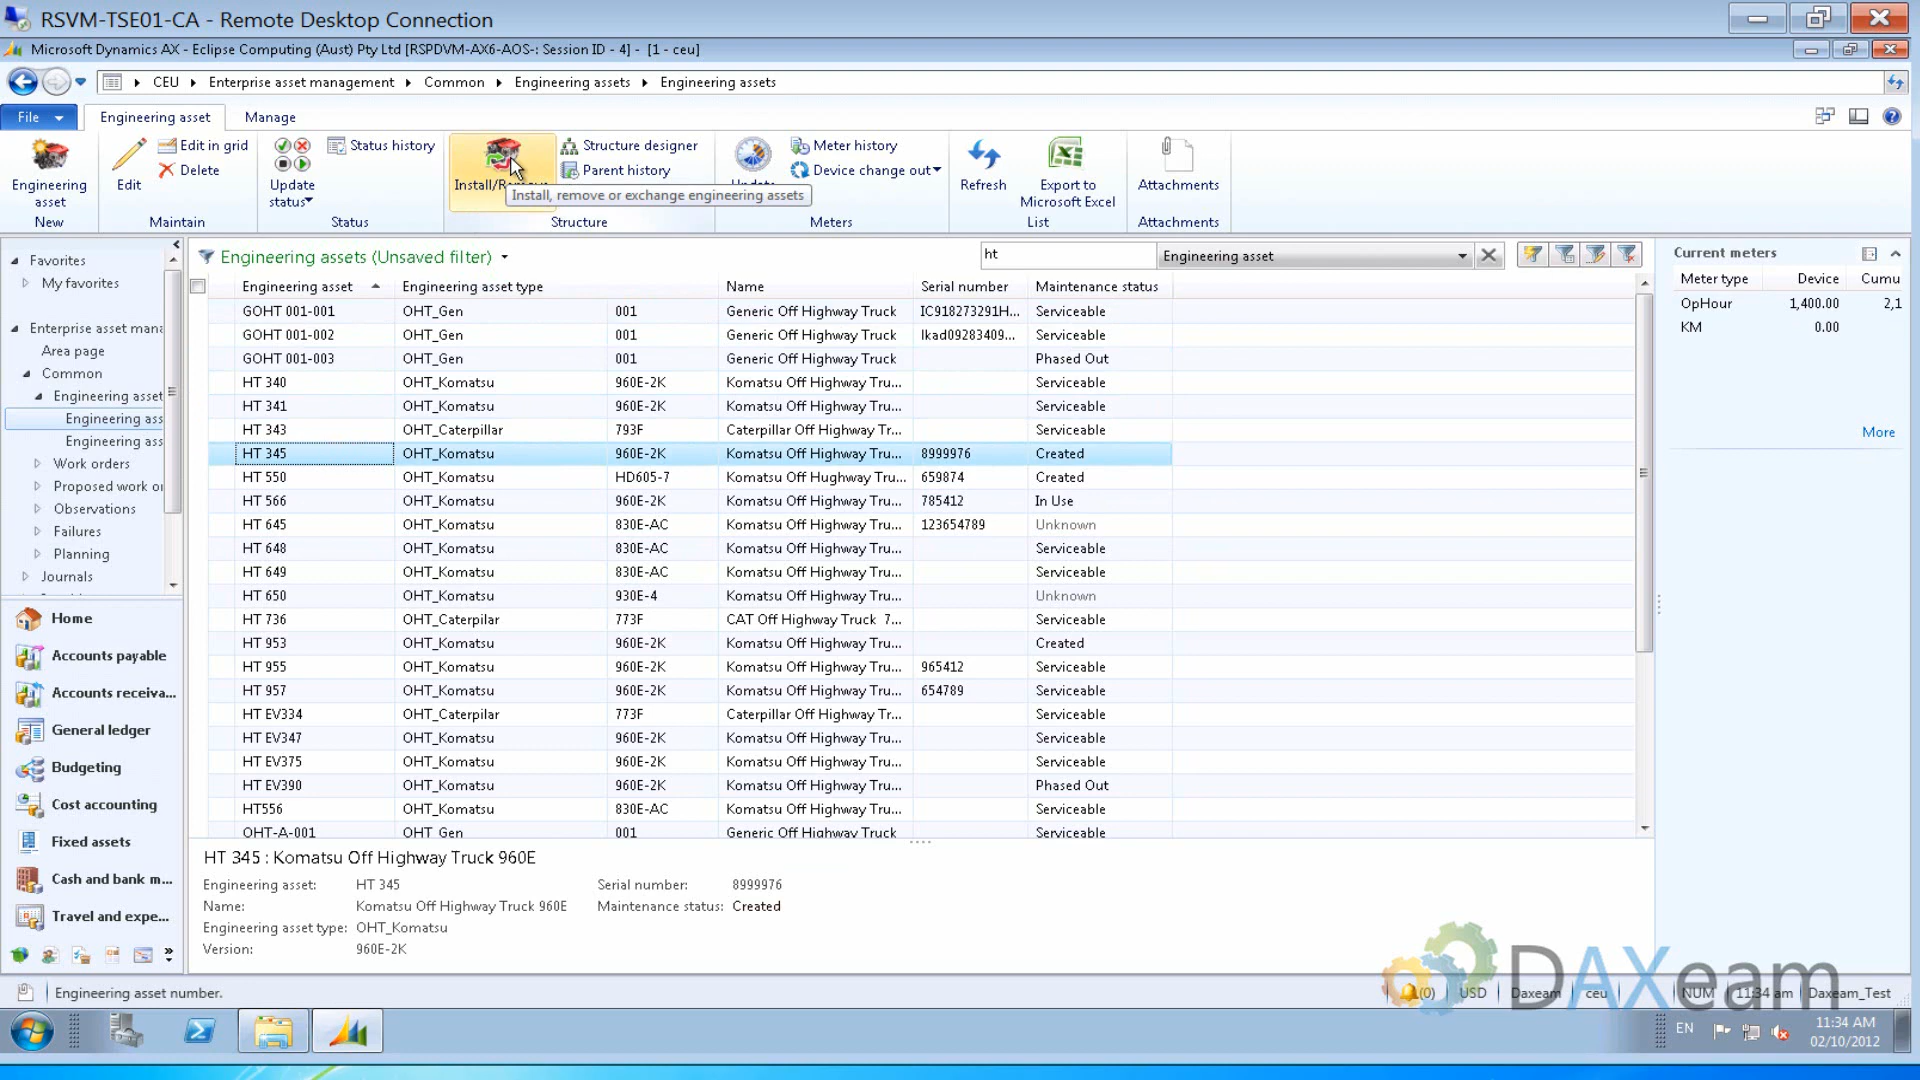 RSVM-TSE01-CA - Remote Desktop Connection
Microsoft Dynamics AX - Eclipse Computing (Aust) Pty Ltd [RSPDVM-AX6-AOS-: Session ID - 4] - [1 - ceu]
CEU Enterprise asset management Common Engineering assets Engineering assets
File Engineering asset Manage
Edit in grid Status history Structure designer Meter history
Delete Parent history Device change out
Engineering asset Edit Update status Install/R Refresh Export to Microsoft Excel Attachments
Install, remove or exchange engineering assets
New Maintain Status Structure Meters List Attachments
Favorites
My favorites
Enterprise asset mana
Area page
Common
Engineering asset
Engineering ass
Engineering ass
Work orders
Proposed work or
Observations
Failures
Planning
Journals
Home
Accounts payable
Accounts receiva...
General ledger
Budgeting
Cost accounting
Fixed assets
Cash and bank m...
Travel and expe...
Engineering assets (Unsaved filter) ht Engineering asset
Engineering asset Engineering asset type Name Serial number Maintenance status
GOHT 001-001 OHT_Gen 001 Generic Off Highway Truck IC918273291H... Serviceable
GOHT 001-002 OHT_Gen 001 Generic Off Highway Truck lkad09283409... Serviceable
GOHT 001-003 OHT_Gen 001 Generic Off Highway Truck Phased Out
HT 340 OHT_Komatsu 960E-2K Komatsu Off Highway Tru... Serviceable
HT 341 OHT_Komatsu 960E-2K Komatsu Off Highway Tru... Serviceable
HT 343 OHT_Caterpillar 793F Caterpillar Off Highway Tr... Serviceable
HT 345 OHT_Komatsu 960E-2K Komatsu Off Highway Tru... 8999976 Created
HT 550 OHT_Komatsu HD605-7 Komatsu Off Hughway Tru... 659874 Created
HT 566 OHT_Komatsu 960E-2K Komatsu Off Highway Tru... 785412 In Use
HT 645 OHT_Komatsu 830E-AC Komatsu Off Highway Tru... 123654789 Unknown
HT 648 OHT_Komatsu 830E-AC Komatsu Off Highway Tru... Serviceable
HT 649 OHT_Komatsu 830E-AC Komatsu Off Highway Tru... Serviceable
HT 650 OHT_Komatsu 930E-4 Komatsu Off Highway Tru... Unknown
HT 736 OHT_Caterpilar 773F CAT Off Highway Truck 7... Serviceable
HT 953 OHT_Komatsu 960E-2K Komatsu Off Highway Tru... Created
HT 955 OHT_Komatsu 960E-2K Komatsu Off Highway Tru... 965412 Serviceable
HT 957 OHT_Komatsu 960E-2K Komatsu Off Highway Tru... 654789 Serviceable
HT EV334 OHT_Caterpilar 773F Caterpillar Off Highway Tr... Serviceable
HT EV347 OHT_Komatsu 960E-2K Komatsu Off Highway Tru... Serviceable
HT EV375 OHT_Komatsu 960E-2K Komatsu Off Highway Tru... Serviceable
HT EV390 OHT_Komatsu 960E-2K Komatsu Off Highway Tru... Phased Out
HT556 OHT_Komatsu 830E-AC Komatsu Off Highway Tru... Serviceable
OHT-A-001 OHT_Gen 001 Generic Off Highway Truck Serviceable
HT 345 : Komatsu Off Highway Truck 960E
Engineering asset: HT 345 Serial number: 8999976
Name: Komatsu Off Highway Truck 960E Maintenance status: Created
Engineering asset type: OHT_Komatsu
Version: 960E-2K
Current meters
Meter type Device Cumu
OpHour 1,400.00 2,1
KM 0.00
More
DAXeam
Engineering asset number. (0) USD Daxeam ceu NUM 11:34 am Daxeam_Test
EN 11:34 AM
02/10/2012